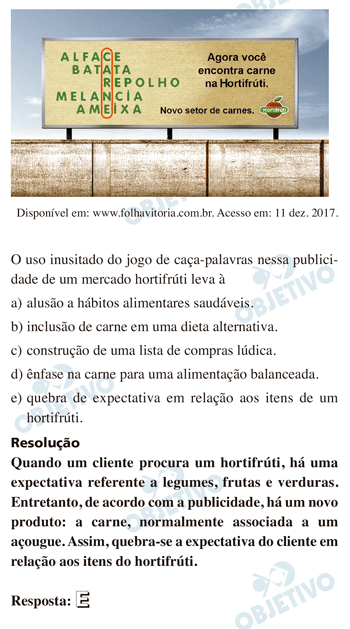 ALFACE
BATATA
REPOLHO
MELANCIA
AMEIXA
Agora você
encontra carne
na Hortifrúti.
Novo setor de carnes.
Hortifruti
Disponível em: www.folhavitoria.com.br. Acesso em: 11 dez. 2017.
O uso inusitado do jogo de caça-palavras nessa publici-
dade de um mercado hortifrúti leva à
a) alusão a hábitos alimentares saudáveis.
b) inclusão de carne em uma dieta alternativa.
c) construção de uma lista de compras lúdica.
d) ênfase na carne para uma alimentação balanceada.
e) quebra de expectativa em relação aos itens de um
hortifrúti.
Resolução
Quando um cliente procura um hortifrúti, há uma
expectativa referente a legumes, frutas e verduras.
Entretanto, de acordo com a publicidade, há um novo
produto: a carne, normalmente associada a um
açougue. Assim, quebra-se a expectativa do cliente em
relação aos itens do hortifrúti.
Resposta: E
OBJETIVO
OBJETIVO
OBJETIVO
OBJETIVO
OBJETIVO
OBJETIVO
OBJETIVO